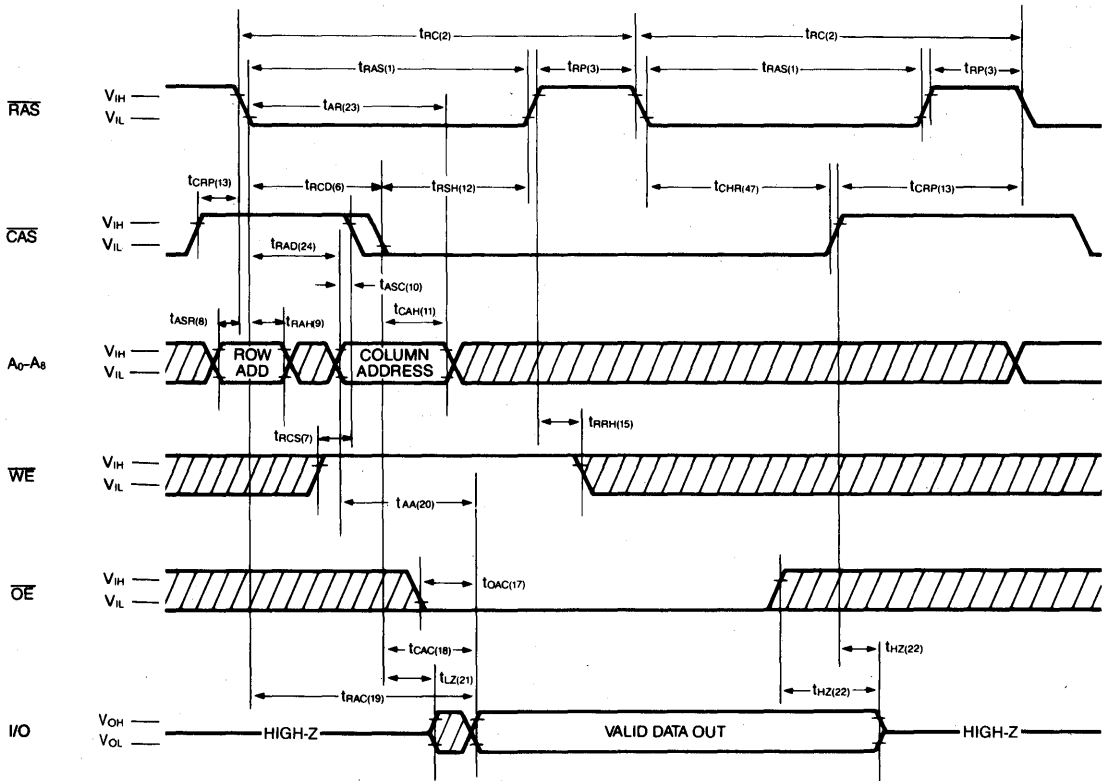 tRC(2) tRC(2)
tRAS(1) tRP(3) tRAS(1) tRP(3)
tAR(23)
RAS VIH
VIL
tCRP(13) tRCD(6) tRSH(12) tCHR(47) tCRP(13)
CAS VIH
VIL
tRAD(24)
tASC(10)
tASR(8) tRAH(9) tCAH(11)
A0–A8 VIH ROW ADD COLUMN ADDRESS
VIL
tRCS(7) tRRH(15)
WE VIH
VIL
tAA(20)
OE VIH tOAC(17)
VIL
tCAC(18) tHZ(22)
tLZ(21)
tRAC(19) tHZ(22)
I/O VOH
VOL
HIGH-Z VALID DATA OUT HIGH-Z